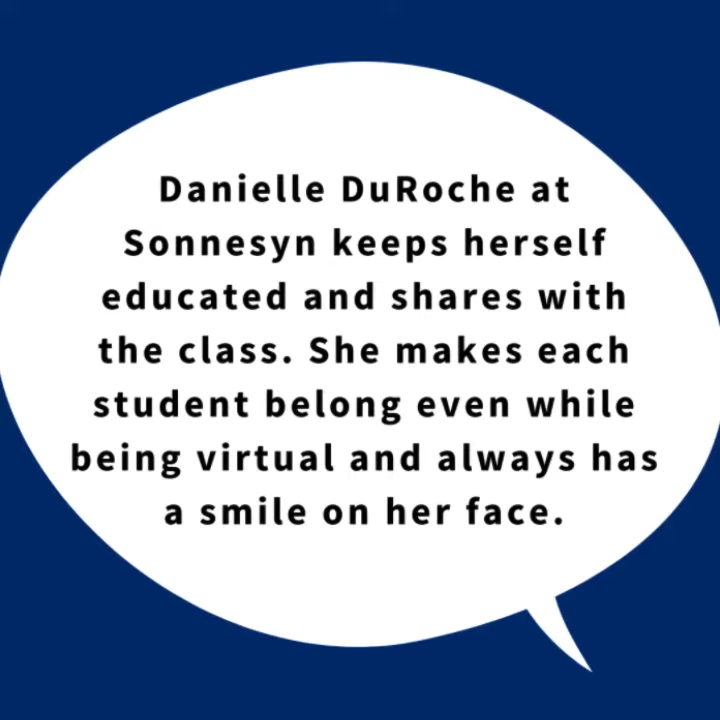 Danielle DuRoche at
Sonnesyn keeps herself
educated and shares with
the class. She makes each
student belong even while
being virtual and always has
a smile on her face.